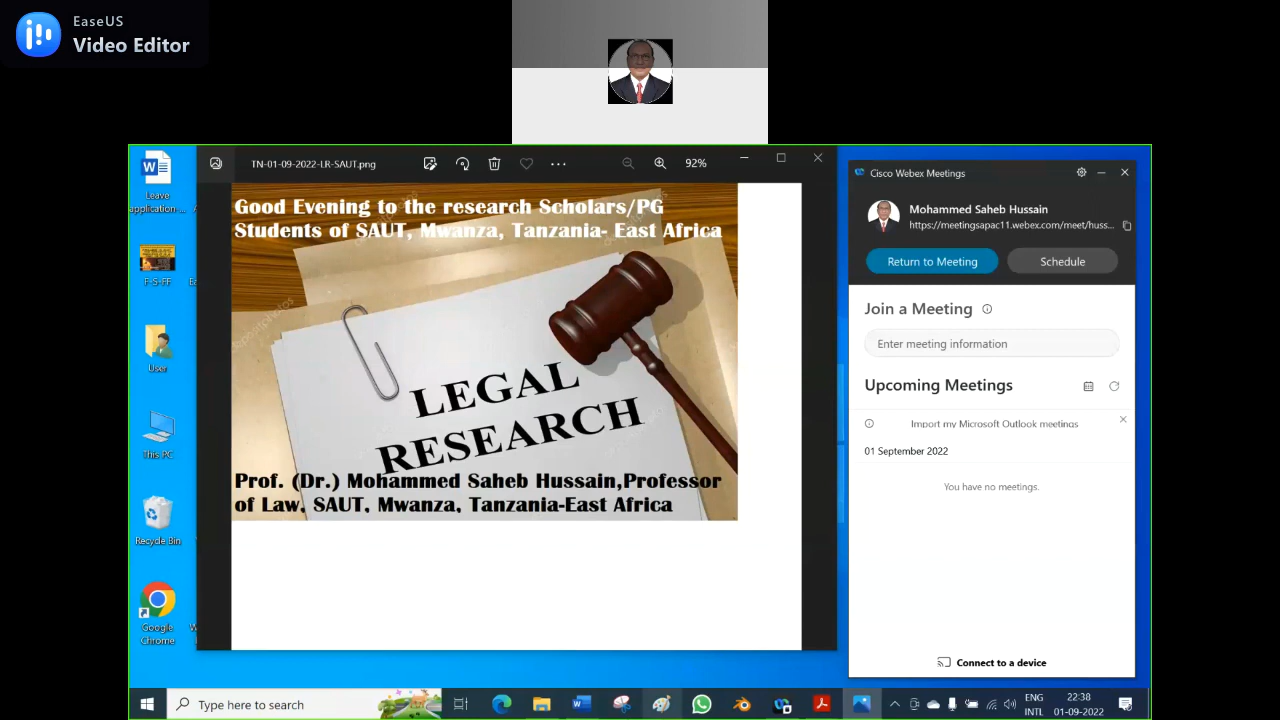 EaseUS
Video Editor
TN-01-09-2022-LR-SAUT.png
92%
Good Evening to the research Scholars/PG
Students of SAUT, Mwanza, Tanzania- East Africa
LEGAL
RESEARCH
Prof. (Dr.) Mohammed Saheb Hussain,Professor
of Law, SAUT, Mwanza, Tanzania-East Africa
Leave
application-...
F-S-FF
User
This PC
Recycle Bin
Google
Chrome
Cisco Webex Meetings
Mohammed Saheb Hussain
https://meetingsapac11.webex.com/meet/huss...
Return to Meeting
Schedule
Join a Meeting
Enter meeting information
Upcoming Meetings
Import my Microsoft Outlook meetings
01 September 2022
You have no meetings.
Connect to a device
Type here to search
ENG
INTL
22:38
01-09-2022